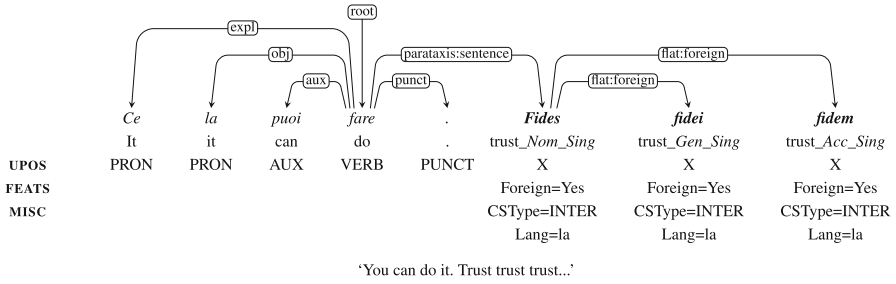 root
expl
obj
parataxis:sentence
flat:foreign
aux
punct
flat:foreign
Ce la puoi fare . Fides fidei fidem
It it can do . trust_Nom_Sing trust_Gen_Sing trust_Acc_Sing
UPOS PRON PRON AUX VERB PUNCT X X X
FEATS Foreign=Yes Foreign=Yes Foreign=Yes
MISC CSType=INTER CSType=INTER CSType=INTER
Lang=la Lang=la Lang=la
‘You can do it. Trust trust trust...’